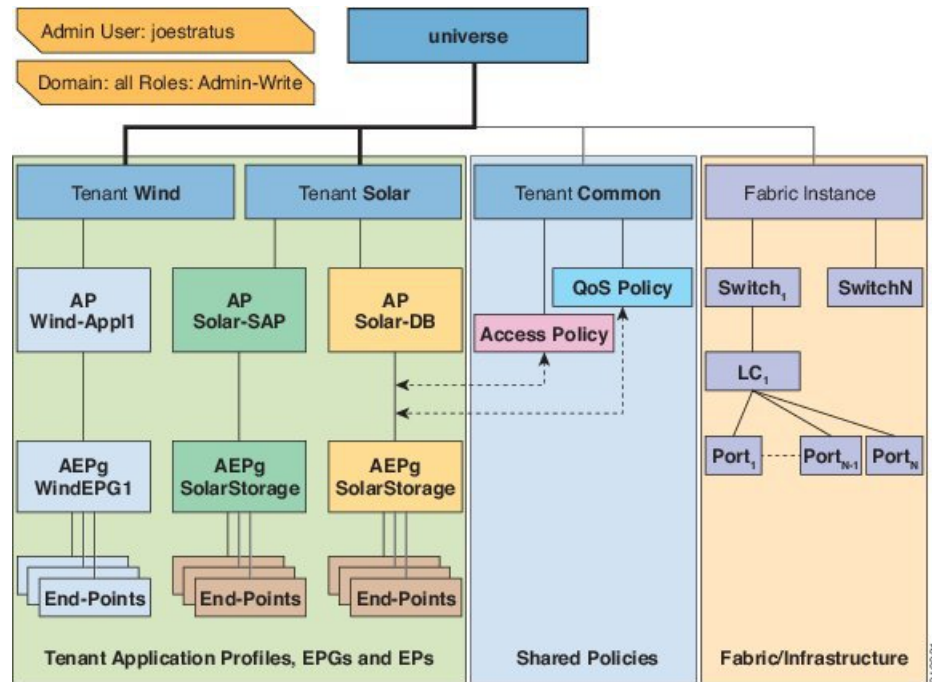 Admin User: joestratus
universe
Domain: all Roles: Admin-Write
Tenant Wind
Tenant Solar
Tenant Common
Fabric Instance
AP
Wind-Appl1
AP
Solar-SAP
AP
Solar-DB
QoS Policy
Access Policy
Switch1
SwitchN
LC1
AEPg
WindEPG1
AEPg
SolarStorage
AEPg
SolarStorage
Port1
PortN-1
PortN
End-Points
End-Points
End-Points
Tenant Application Profiles, EPGs and EPs
Shared Policies
Fabric/Infrastructure